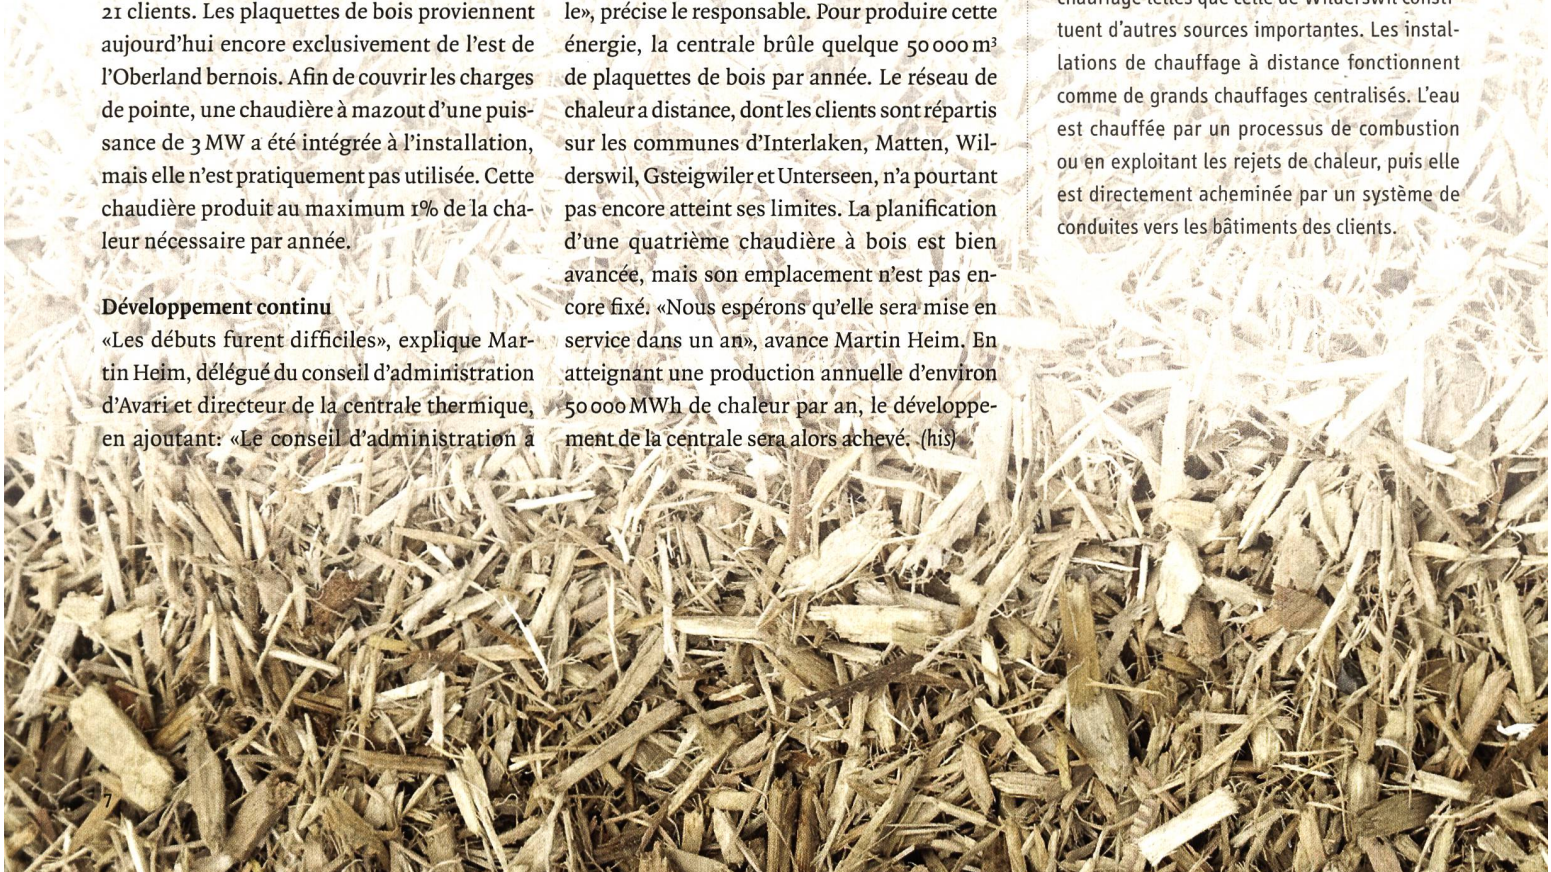 21 clients. Les plaquettes de bois proviennent
aujourd'hui encore exclusivement de l'est de
l'Oberland bernois. Afin de couvrir les charges
de pointe, une chaudière à mazout d'une puis-
sance de 3 MW a été intégrée à l'installation,
mais elle n'est pratiquement pas utilisée. Cette
chaudière produit au maximum 1% de la cha-
leur nécessaire par année.
Développement continu
«Les débuts furent difficiles», explique Mar-
tin Heim, délégué du conseil d'administration
d'Avari et directeur de la centrale thermique,
en ajoutant: «Le conseil d'administration a
le», précise le responsable. Pour produire cette
énergie, la centrale brûle quelque 50 000 m³
de plaquettes de bois par année. Le réseau de
chaleur a distance, dont les clients sont répartis
sur les communes d'Interlaken, Matten, Wil-
derswil, Gsteigwiler et Unterseen, n'a pourtant
pas encore atteint ses limites. La planification
d'une quatrième chaudière à bois est bien
avancée, mais son emplacement n'est pas en-
core fixé. «Nous espérons qu'elle sera mise en
service dans un an», avance Martin Heim. En
atteignant une production annuelle d'environ
50 000 MWh de chaleur par an, le développe-
ment de la centrale sera alors achevé. (his)
chauffage telles que celle de Wilderswil consti-
tuent d'autres sources importantes. Les instal-
lations de chauffage à distance fonctionnent
comme de grands chauffages centralisés. L'eau
est chauffée par un processus de combustion
ou en exploitant les rejets de chaleur, puis elle
est directement acheminée par un système de
conduites vers les bâtiments des clients.
7